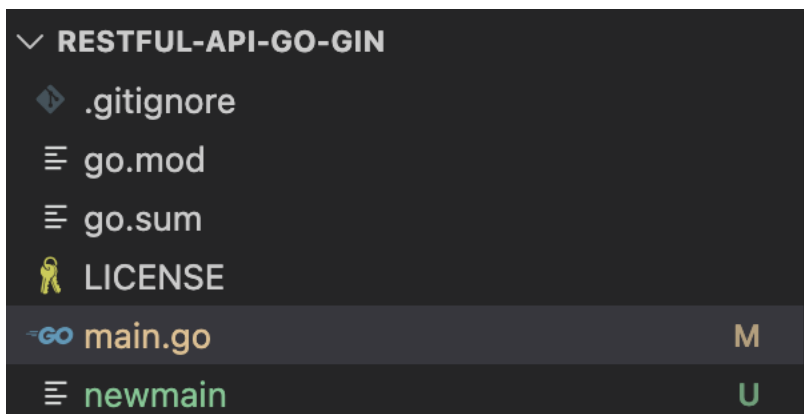 RESTFUL-API-GO-GIN
.gitignore
go.mod
go.sum
LICENSE
GO main.go M
newmain U